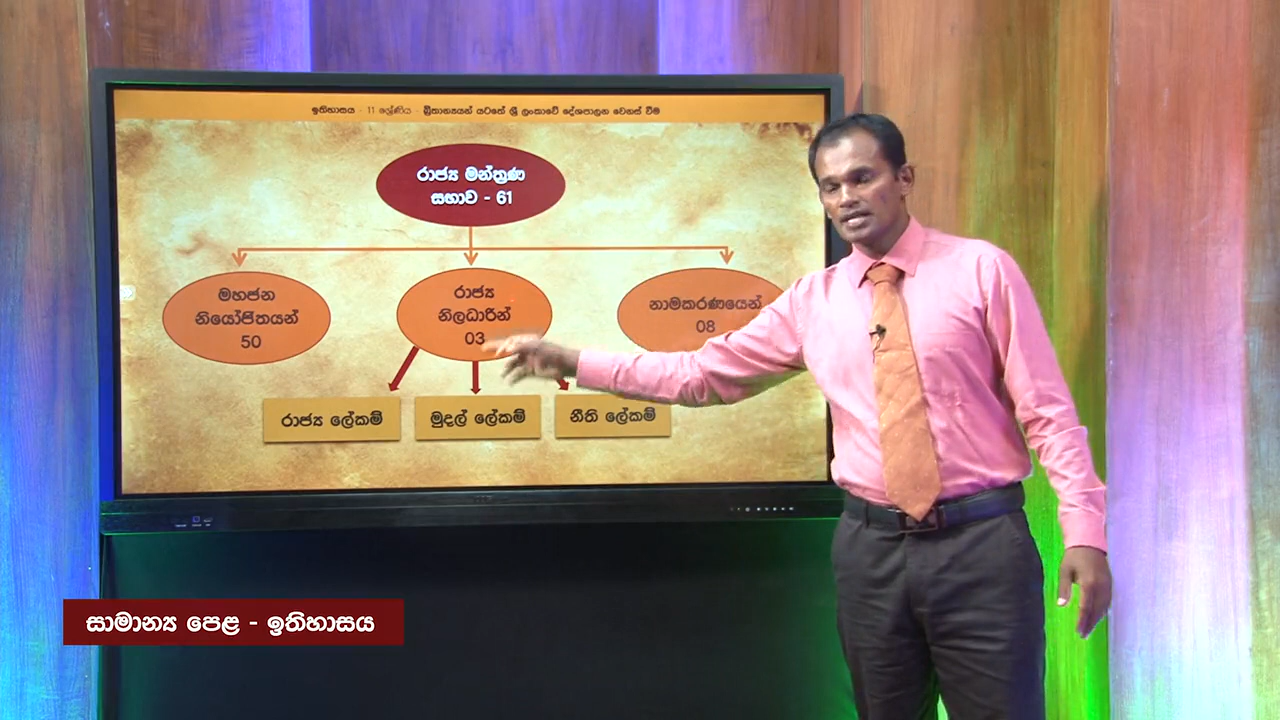 ඉතිහාසය - 11 ශ්‍රේණිය - බ්‍රිතාන්‍යයන් යටතේ ශ්‍රී ලංකාවේ දේශපාලන වෙනස් වීම්
රාජ්‍ය මන්ත්‍රණ
සභාව - 61
මහජන
නියෝජිතයන්
50
රාජ්‍ය
නිලධාරීන්
03
නාමකරණයෙන්
08
රාජ්‍ය ලේකම්
මුදල් ලේකම්
නීති ලේකම්
සාමාන්‍ය පෙළ - ඉතිහාසය